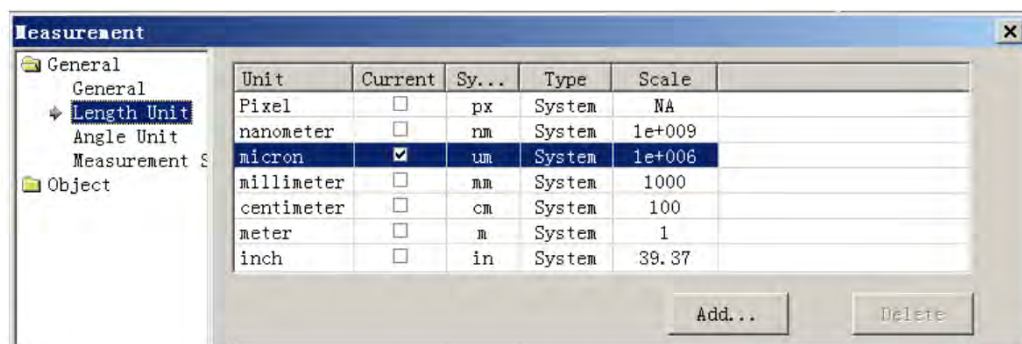 Measurement
General
General
Length Unit
Angle Unit
Measurement S
Object
Unit Current Sy... Type Scale
Pixel px System NA
nanometer nm System 1e+009
micron um System 1e+006
millimeter mm System 1000
centimeter cm System 100
meter m System 1
inch in System 39.37
Add... Delete